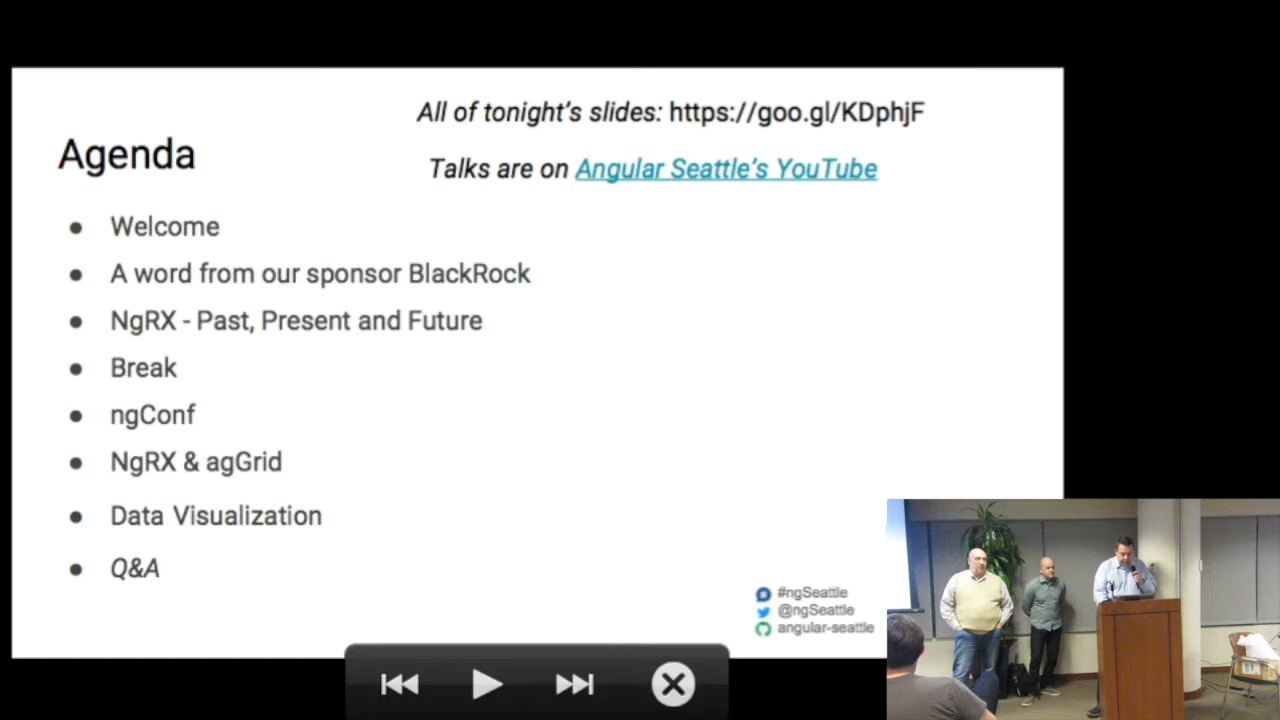 All of tonight's slides: https://goo.gl/KDphjF
Agenda
Talks are on Angular Seattle's YouTube
● Welcome
● A word from our sponsor BlackRock
● NgRX - Past, Present and Future
● Break
● ngConf
● NgRX & agGrid
● Data Visualization
● Q&A
#ngSeattle
@ngSeattle
angular-seattle